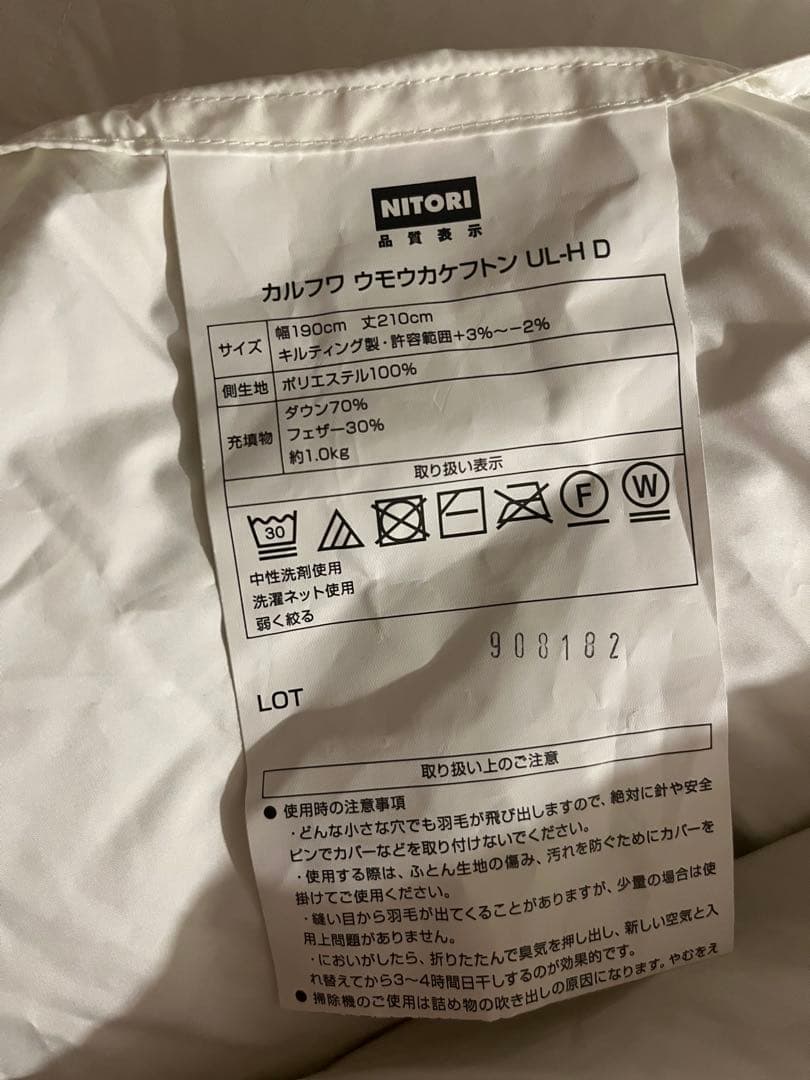 NITORI
品質表示
カルフワ ウモウカケフトン UL-H D
サイズ 幅190cm 丈210cm
キルティング製・許容範囲+3%～−2%
側生地 ポリエステル100%
充填物 ダウン70%
フェザー30%
約1.0kg
取り扱い表示
30 F W
中性洗剤使用
洗濯ネット使用
弱く絞る
908182
LOT
取り扱い上のご注意
● 使用時の注意事項
・どんな小さな穴でも羽毛が飛び出しますので、絶対に針や安全
ピンでカバーなどを取り付けないでください。
・使用する際は、ふとん生地の傷み、汚れを防ぐためにカバーを
掛けてご使用ください。
・縫い目から羽毛が出てくることがありますが、少量の場合は使
用上問題がありません。
・においがしたら、折りたたんで臭気を押し出し、新しい空気と入
れ替えてから3～4時間日干しするのが効果的です。
● 掃除機のご使用は詰め物の吹き出しの原因になります。やむをえ